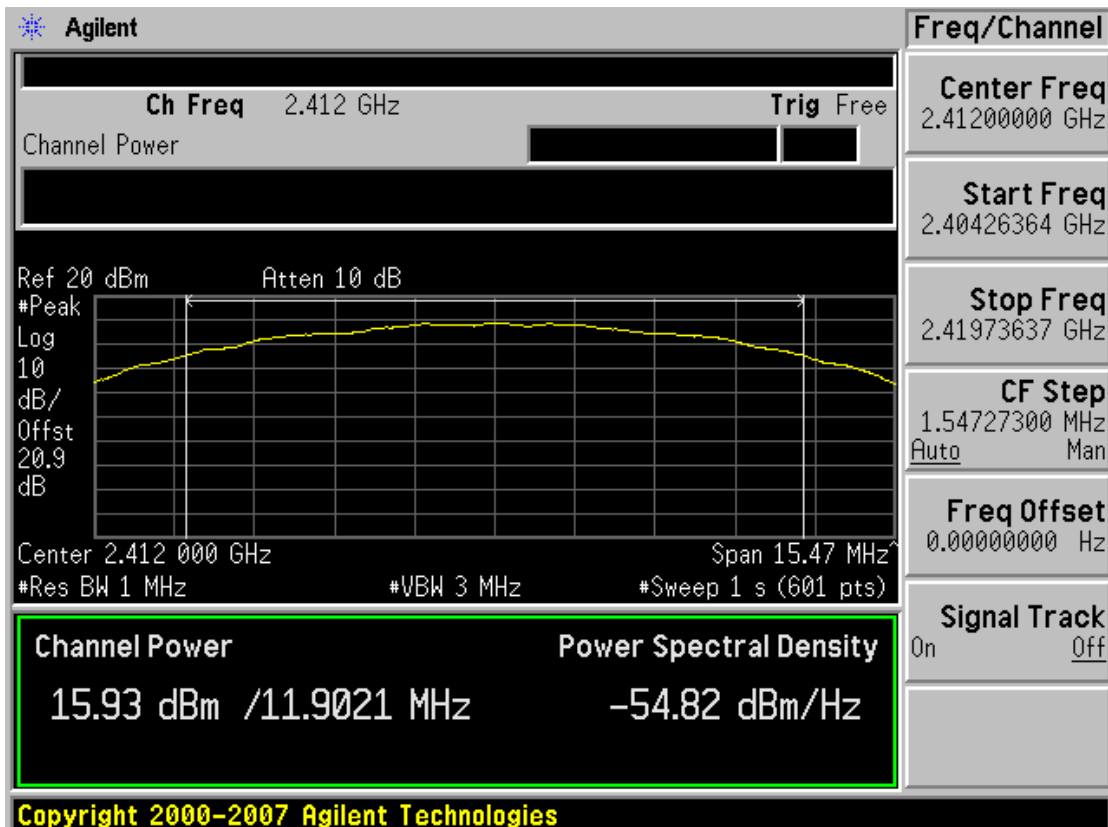 Agilent
Freq/Channel
Ch Freq 2.412 GHz Trig Free
Channel Power
Center Freq
2.41200000 GHz
Start Freq
2.40426364 GHz
Stop Freq
2.41973637 GHz
CF Step
1.54727300 MHz
Auto Man
Freq Offset
0.00000000 Hz
Signal Track
On Off
Ref 20 dBm Atten 10 dB
#Peak
Log
10
dB/
Offst
20.9
dB
Center 2.412 000 GHz Span 15.47 MHz^
#Res BW 1 MHz #VBW 3 MHz #Sweep 1 s (601 pts)
Channel Power Power Spectral Density
15.93 dBm /11.9021 MHz -54.82 dBm/Hz
Copyright 2000-2007 Agilent Technologies